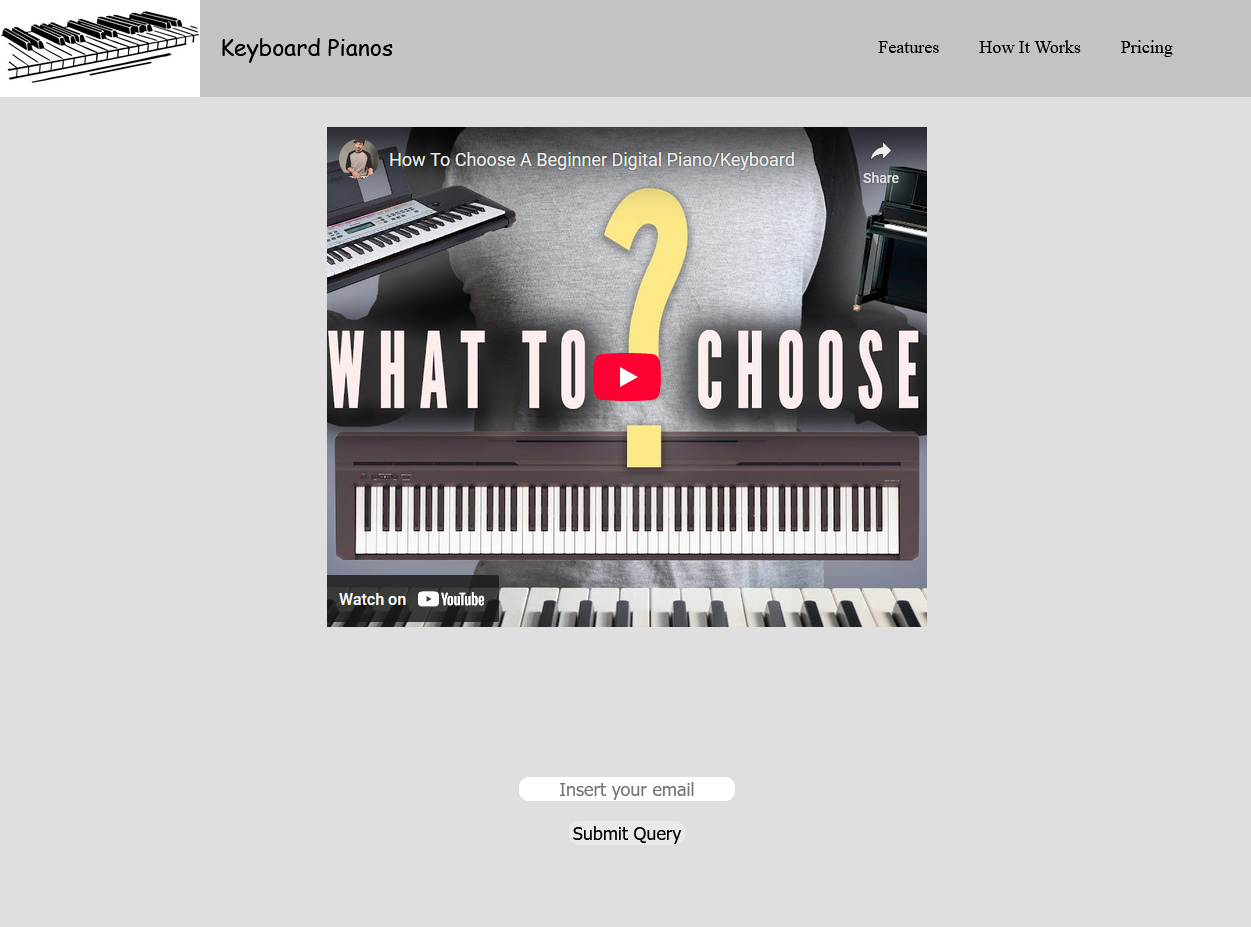 Keyboard Pianos
Features
How It Works
Pricing
How To Choose A Beginner Digital Piano/Keyboard
Share
WHAT TO ? CHOOSE
Watch on YouTube
Insert your email
Submit Query